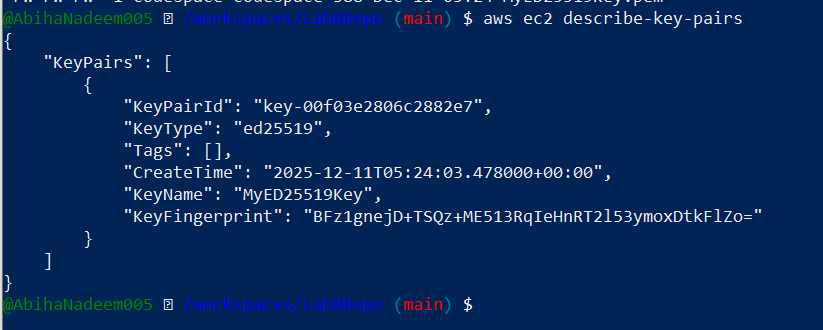 @AbihaNadeem005 /workspaces/Lab8Repo (main) $ aws ec2 describe-key-pairs
{
    "KeyPairs": [
        {
            "KeyPairId": "key-00f03e2806c2882e7",
            "KeyType": "ed25519",
            "Tags": [],
            "CreateTime": "2025-12-11T05:24:03.478000+00:00",
            "KeyName": "MyED25519Key",
            "KeyFingerprint": "BFz1gnejD+TSQz+ME513RqIeHnRT2l53ymoxDtkFlZo="
        }
    ]
}
@AbihaNadeem005 /workspaces/Lab8Repo (main) $